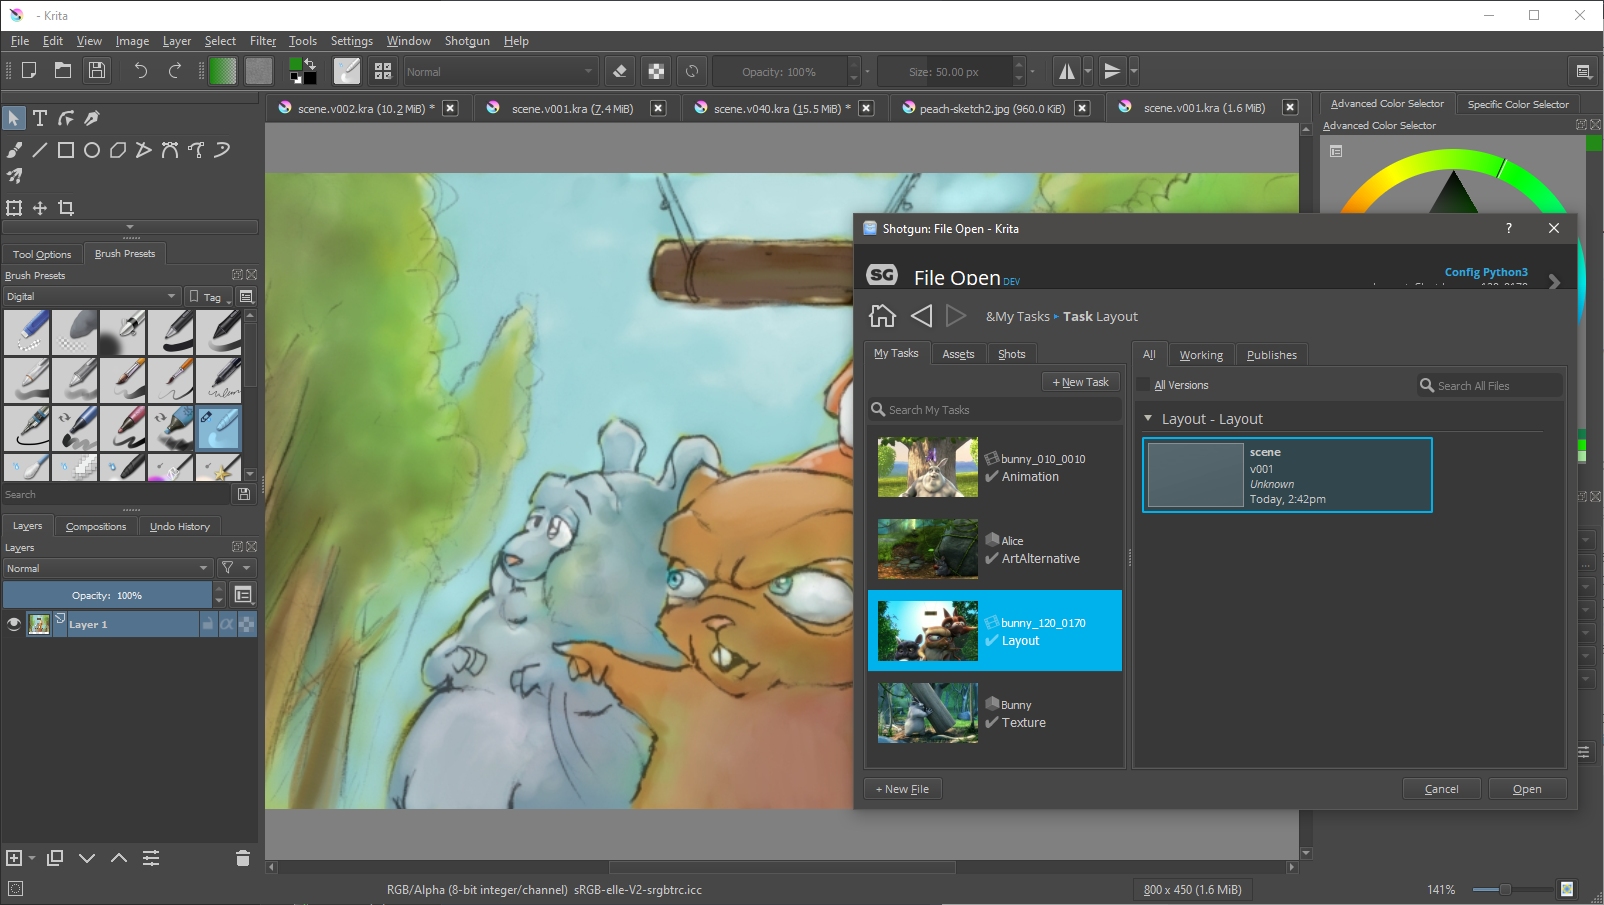 - Krita
File Edit View Image Layer Select Filter Tools Settings Window Shotgun Help
Normal
Opacity: 100%
Size: 50.00 px
scene.v002.kra (10.2 MiB) *
scene.v001.kra (7.4 MiB)
scene.v040.kra (15.5 MiB) *
peach-sketch2.jpg (960.0 KiB)
scene.v001.kra (1.6 MiB)
Advanced Color Selector
Specific Color Selector
Advanced Color Selector
Tool Options
Brush Presets
Brush Presets
Digital
Tag
Search
Layers
Compositions
Undo History
Layers
Normal
Opacity: 100%
Layer 1
Shotgun: File Open - Krita
?
SG
File Open DEV
Config Python3
&My Tasks ▸ Task Layout
My Tasks
Assets
Shots
+ New Task
Search My Tasks
bunny_010_0010
Animation
Alice
ArtAlternative
bunny_120_0170
Layout
Bunny
Texture
+ New File
All
Working
Publishes
All Versions
Search All Files
Layout - Layout
scene
v001
Unknown
Today, 2:42pm
Cancel
Open
RGB/Alpha (8-bit integer/channel) sRGB-elle-V2-srgbtrc.icc
800 x 450 (1.6 MiB)
141%